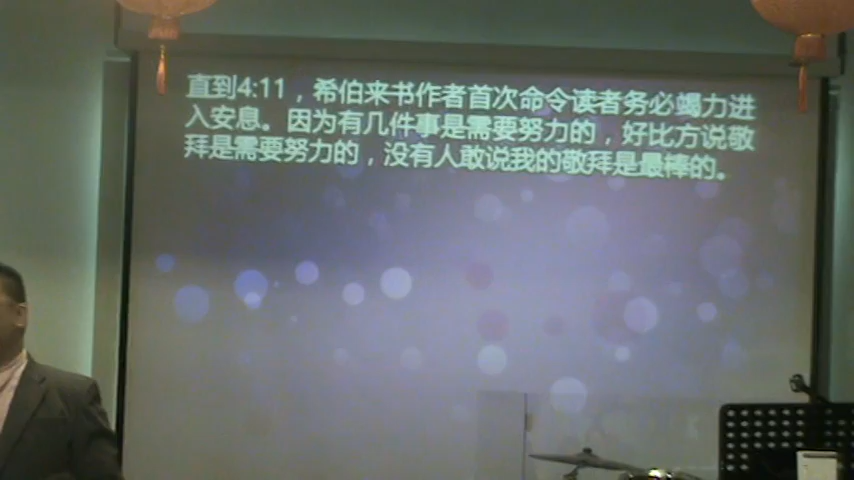 直到4:11，希伯来书作者首次命令读者务必竭力进
入安息。因为有几件事是需要努力的，好比方说敬
拜是需要努力的，没有人敢说我的敬拜是最棒的。